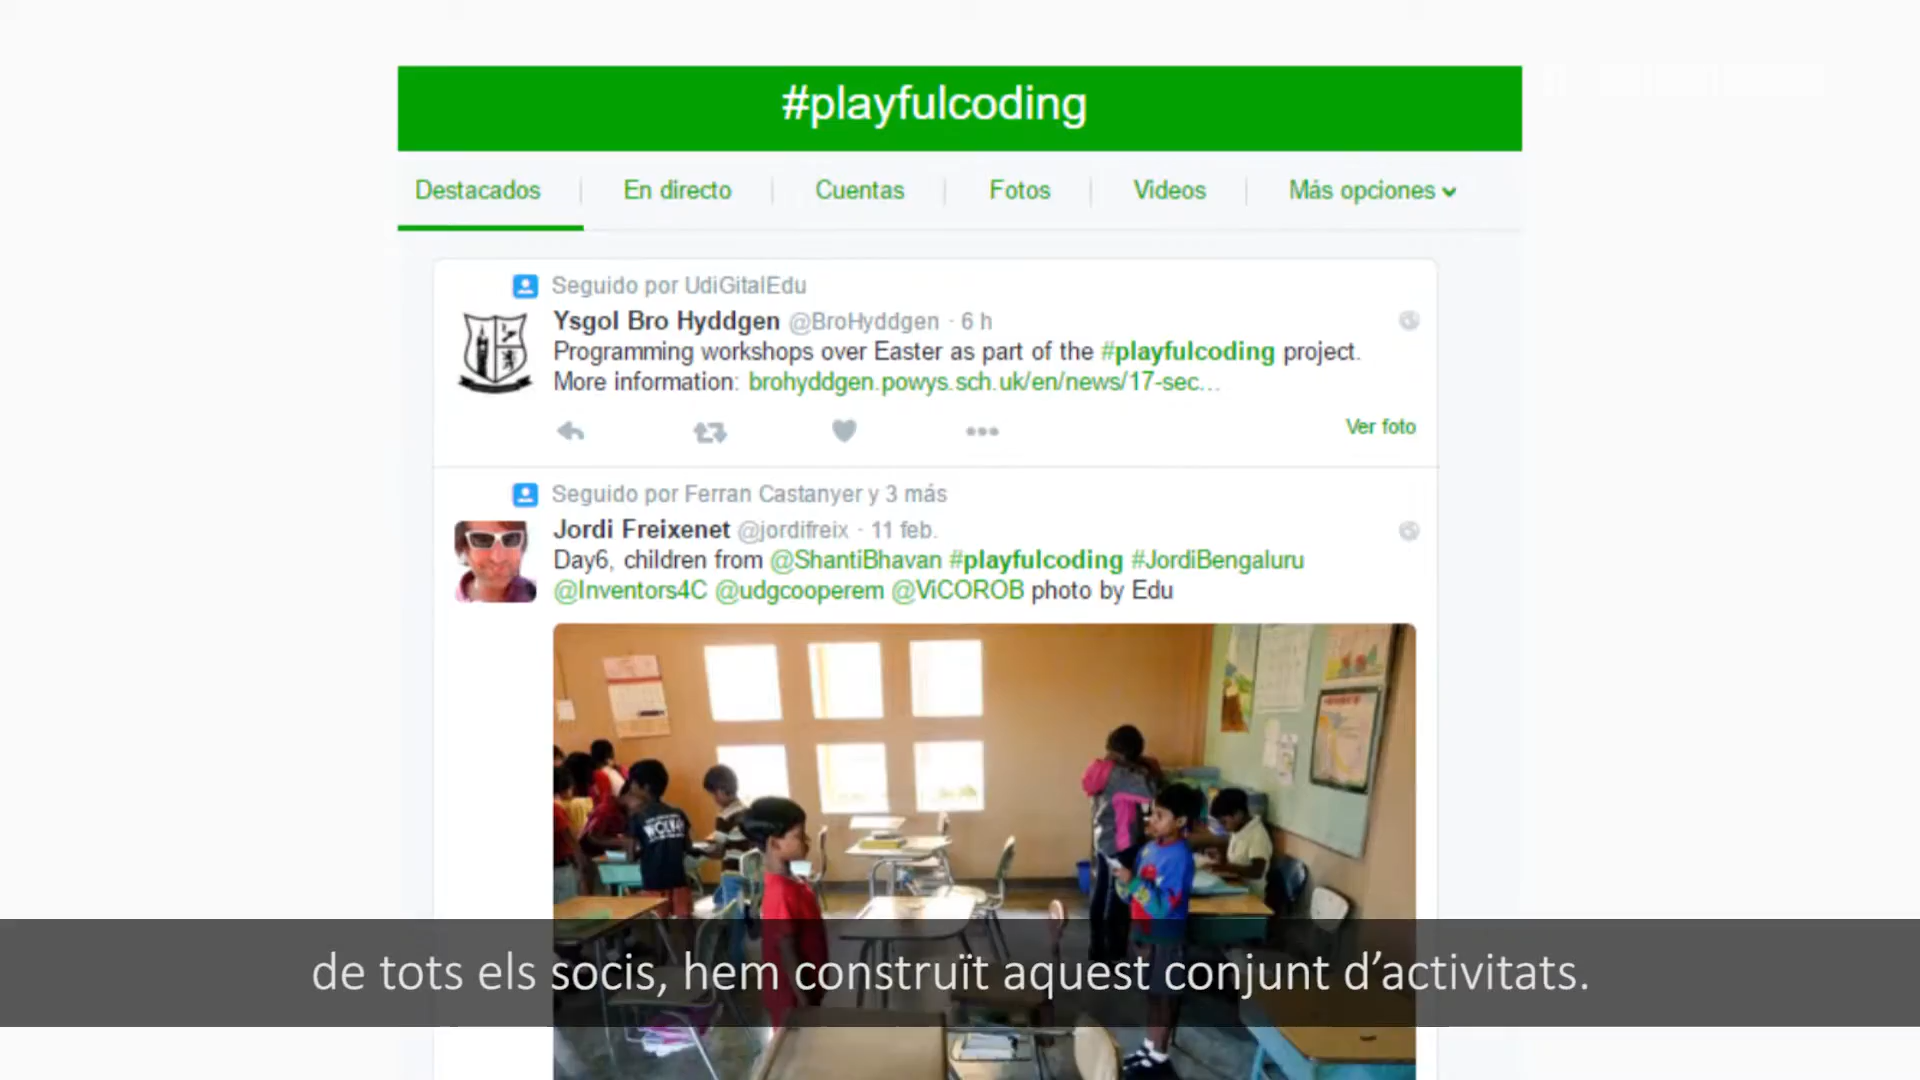 #playfulcoding
Destacados En directo Cuentas Fotos Videos Más opciones
Seguido por UdiGitalEdu
Ysgol Bro Hyddgen @BroHyddgen · 6 h
Programming workshops over Easter as part of the #playfulcoding project.
More information: brohyddgen.powys.sch.uk/en/news/17-sec...
Ver foto
Seguido por Ferran Castanyer y 3 más
Jordi Freixenet @jordifreix · 11 feb.
Day6, children from @ShantiBhavan #playfulcoding #JordiBengaluru
@Inventors4C @udgcooperem @ViCOROB photo by Edu
de tots els socis, hem construït aquest conjunt d’activitats.